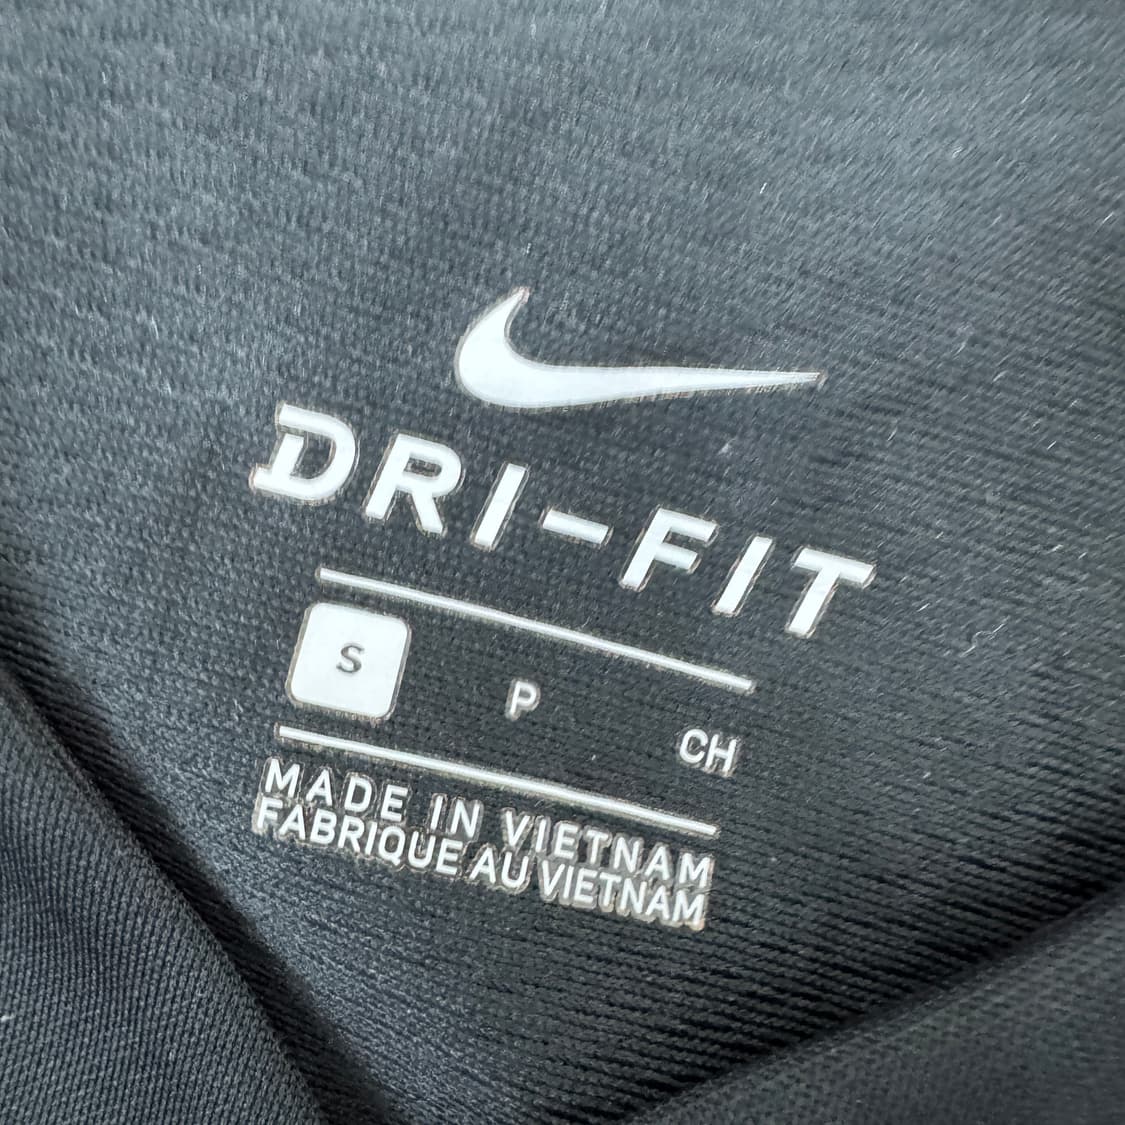 DRI-FIT
S P CH
MADE IN VIETNAM
FABRIQUE AU VIETNAM